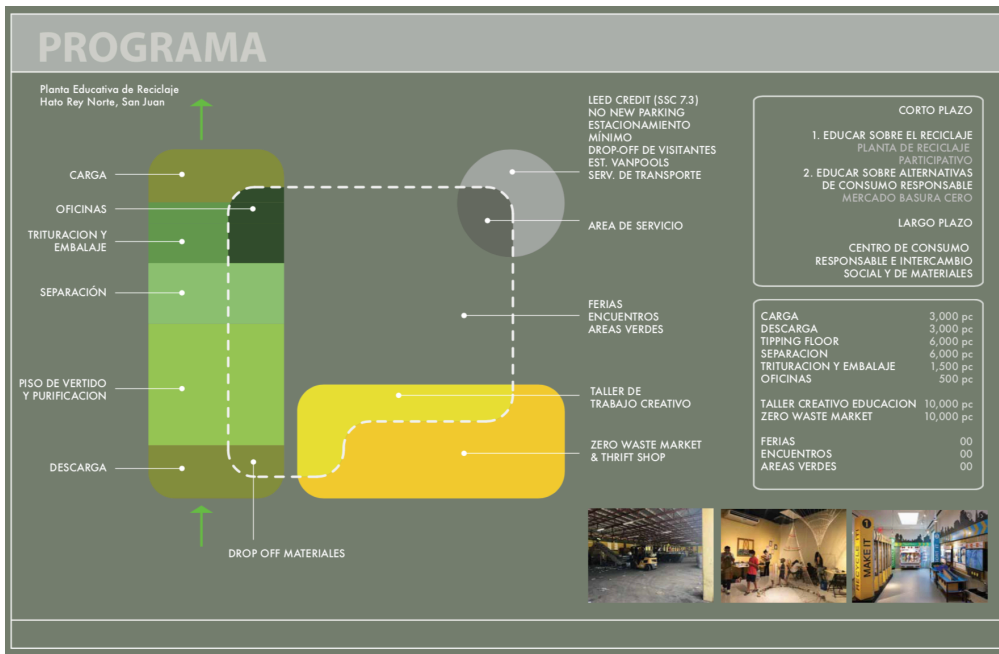 PROGRAMA
Planta Educativa de Reciclaje
Hato Rey Norte, San Juan
CARGA
OFICINAS
TRITURACION Y
EMBALAJE
SEPARACIÓN
PISO DE VERTIDO
Y PURIFICACION
DESCARGA
DROP OFF MATERIALES
LEED CREDIT (SSC 7.3)
NO NEW PARKING
ESTACIONAMIENTO
MÍNIMO
DROP-OFF DE VISITANTES
EST. VANPOOLS
SERV. DE TRANSPORTE
AREA DE SERVICIO
FERIAS
ENCUENTROS
AREAS VERDES
TALLER DE
TRABAJO CREATIVO
ZERO WASTE MARKET
& THRIFT SHOP
CORTO PLAZO
1. EDUCAR SOBRE EL RECICLAJE
PLANTA DE RECICLAJE
PARTICIPATIVO
2. EDUCAR SOBRE ALTERNATIVAS
DE CONSUMO RESPONSABLE
MERCADO BASURA CERO
LARGO PLAZO
CENTRO DE CONSUMO
RESPONSABLE E INTERCAMBIO
SOCIAL Y DE MATERIALES
CARGA 3,000 pc
DESCARGA 3,000 pc
TIPPING FLOOR 6,000 pc
SEPARACION 6,000 pc
TRITURACION Y EMBALAJE 1,500 pc
OFICINAS 500 pc
TALLER CREATIVO EDUCACION 10,000 pc
ZERO WASTE MARKET 10,000 pc
FERIAS 00
ENCUENTROS 00
AREAS VERDES 00
RECYCLE IT!
MAKE IT 1